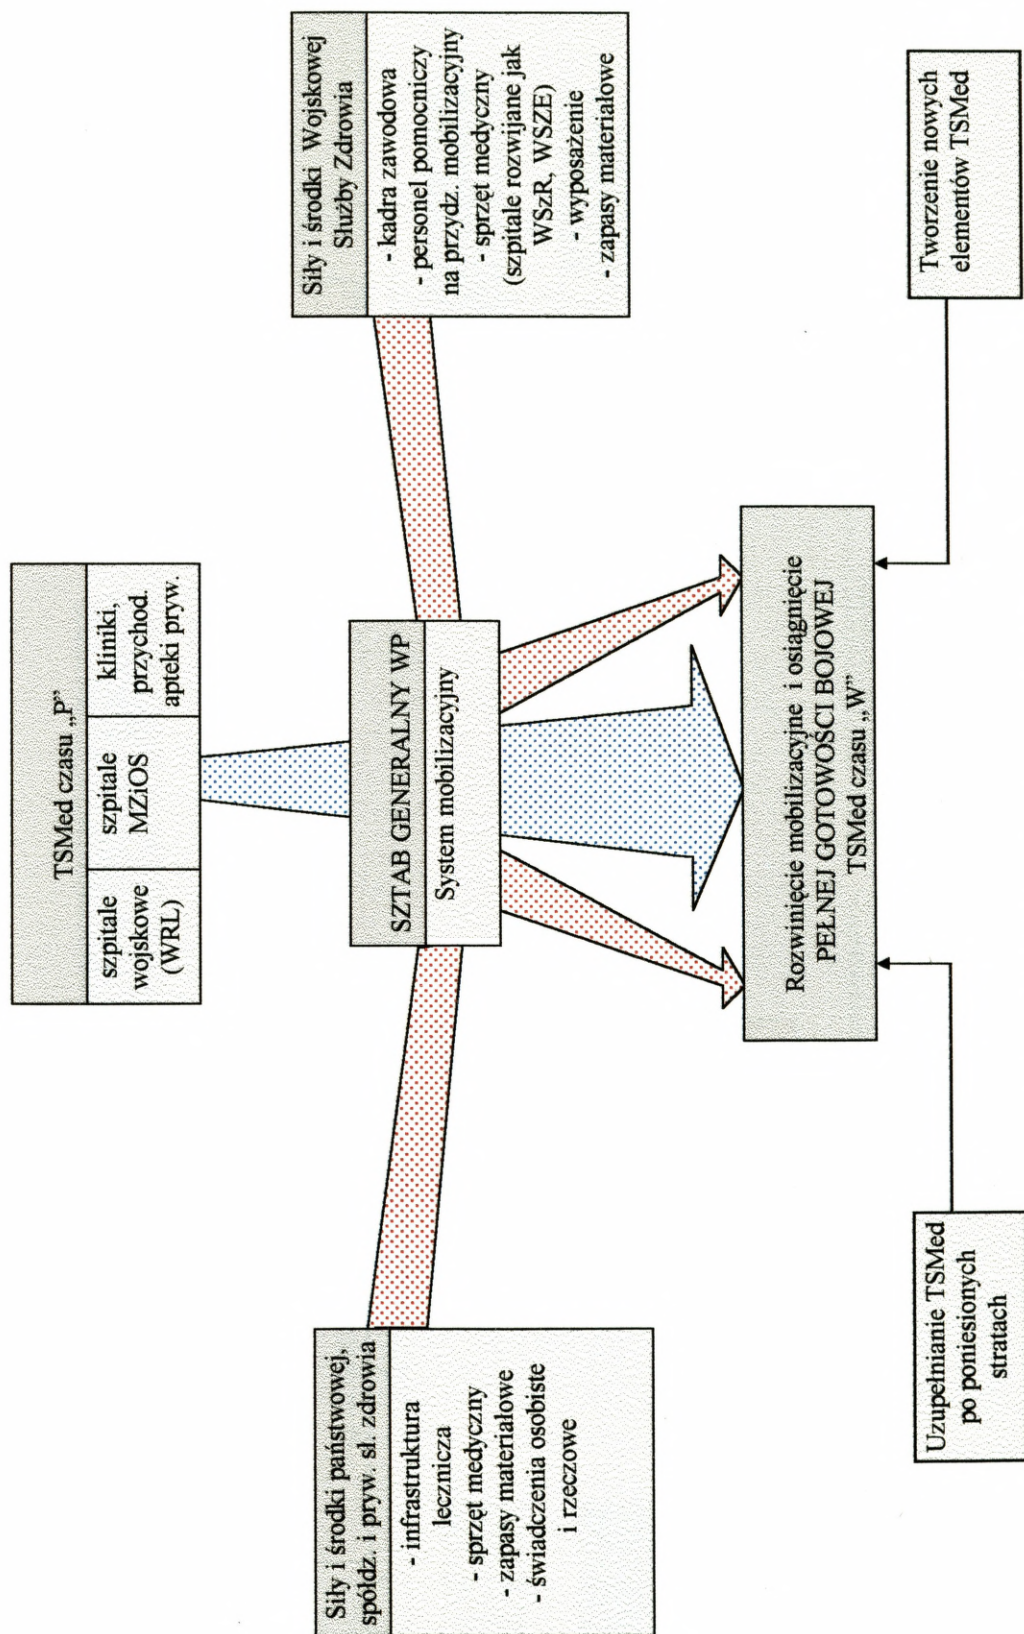 TSMed czasu „P”
szpitale
wojskowe
(WRL)
szpitale
MZiOS
kliniki,
przychod.
apteki pryw.
Siły i środki państwowej,
spółdz. i pryw. sł. zdrowia
- infrastruktura
lecznicza
- sprzęt medyczny
- zapasy materiałowe
- świadczenia osobiste
i rzeczowe
SZTAB GENERALNY WP
System mobilizacyjny
Siły i środki Wojskowej
Służby Zdrowia
- kadra zawodowa
- personel pomocniczy
na przydz. mobilizacyjny
- sprzęt medyczny
(szpitale rozwijane jak
WSzR, WSZE)
- wyposażenie
- zapasy materiałowe
Rozwinięcie mobilizacyjne i osiągnięcie
PEŁNEJ GOTOWOŚCI BOJOWEJ
TSMed czasu „W”
Uzupełnianie TSMed
po poniesionych
stratach
Tworzenie nowych
elementów TSMed